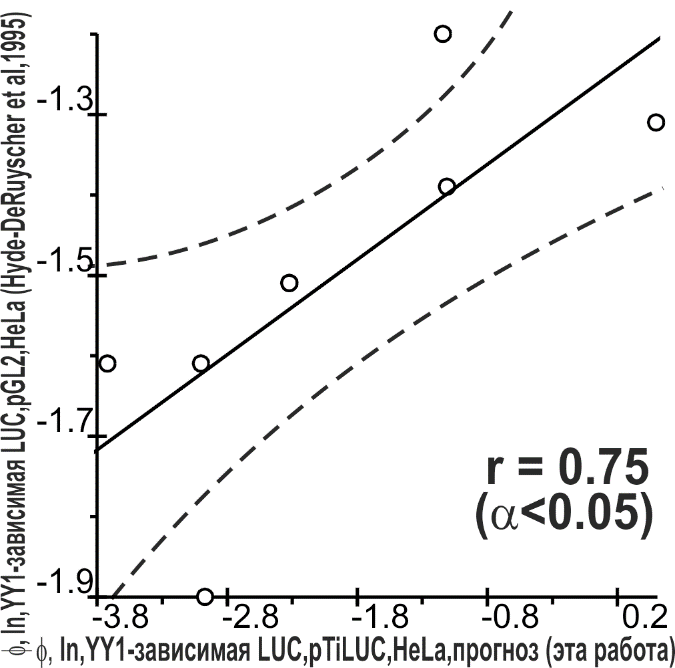 ϕ, ln,YY1-зависимая LUC,pGL2,HeLa (Hyde-DeRuyscher et al,1995)
-1.3
-1.5
-1.7
-1.9
r = 0.75
(α<0.05)
-3.8 -2.8 -1.8 -0.8 0.2
ϕ, ln,YY1-зависимая LUC,pTiLUC,HeLa,прогноз (эта работа)